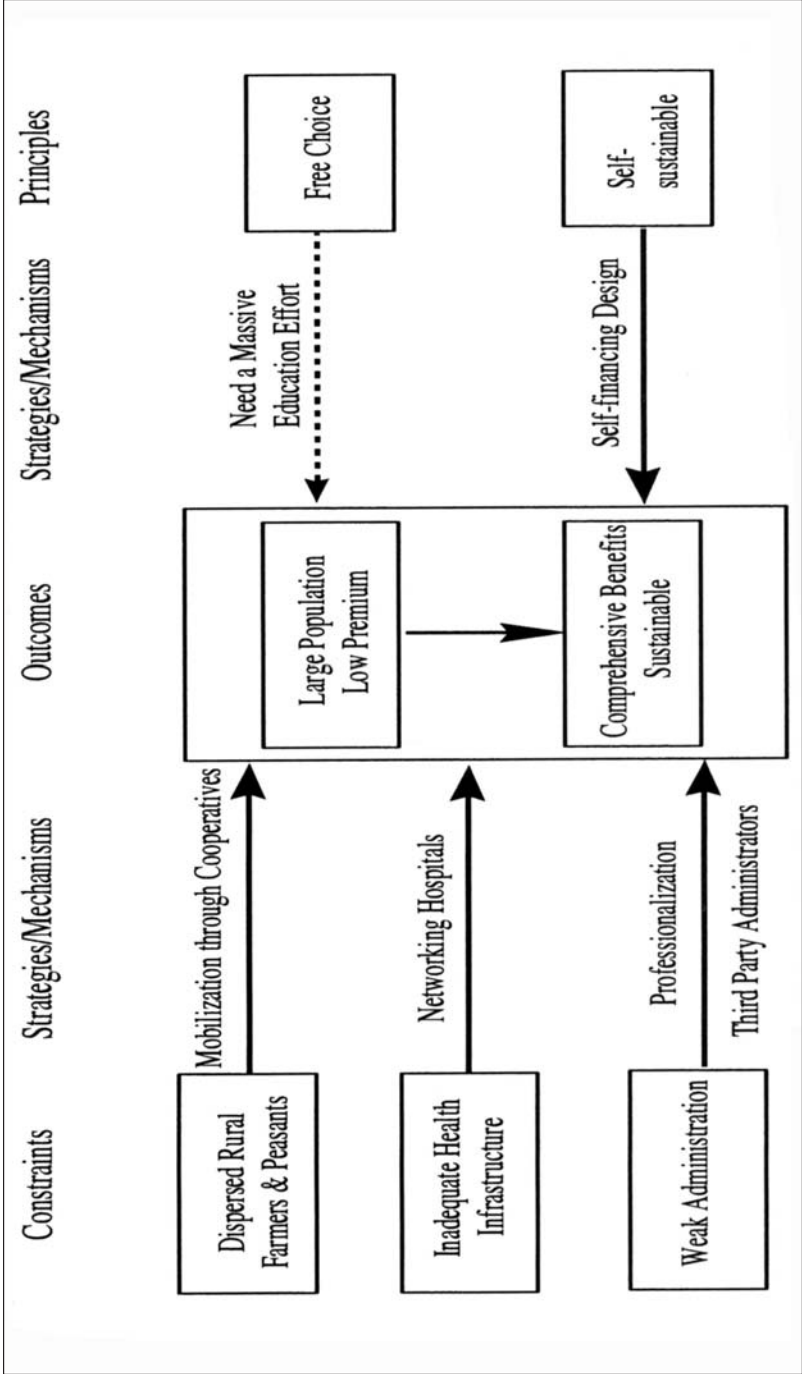 Constraints
Strategies/Mechanisms
Outcomes
Strategies/Mechanisms
Principles
Dispersed Rural
Farmers & Peasants
Mobilization through Cooperatives
Large Population
Low Premium
Need a Massive
Education Effort
Free Choice
Inadequate Health
Infrastructure
Networking Hospitals
Weak Administration
Professionalization
Third Party Administrators
Comprehensive Benefits
Sustainable
Self-financing Design
Self-
sustainable